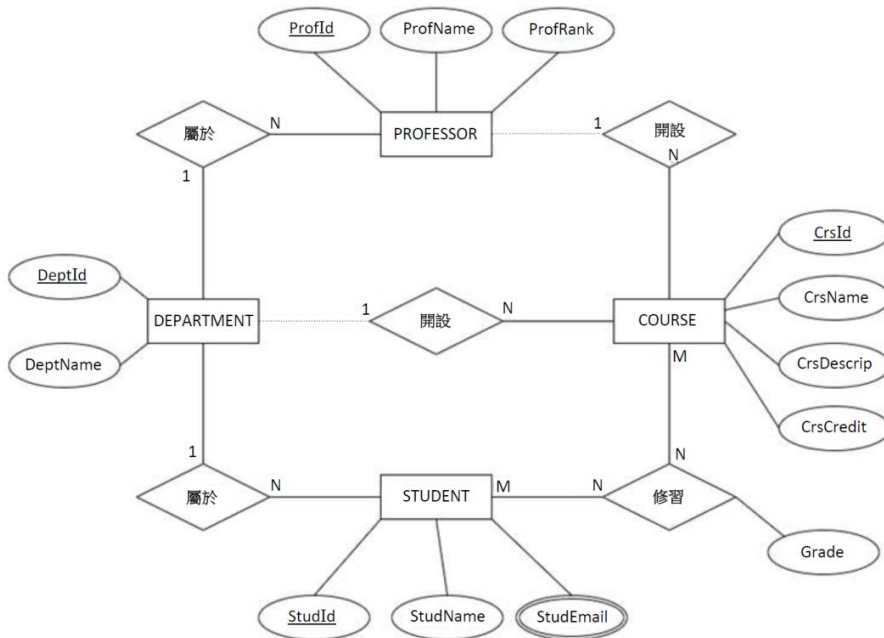 ProfId
ProfName
ProfRank
屬於
N
PROFESSOR
1
開設
1
N
DeptId
CrsId
DEPARTMENT
1
開設
N
COURSE
CrsName
DeptName
M
CrsDescrip
CrsCredit
1
N
屬於
N
STUDENT
M
N
修習
Grade
StudId
StudName
StudEmail